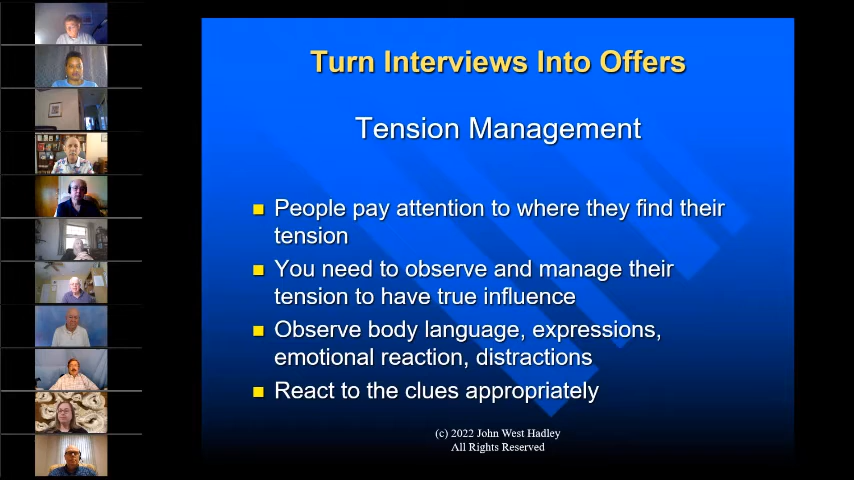 Turn Interviews Into Offers
Tension Management
People pay attention to where they find their
tension
You need to observe and manage their
tension to have true influence
Observe body language, expressions,
emotional reaction, distractions
React to the clues appropriately
(c) 2022 John West Hadley
All Rights Reserved